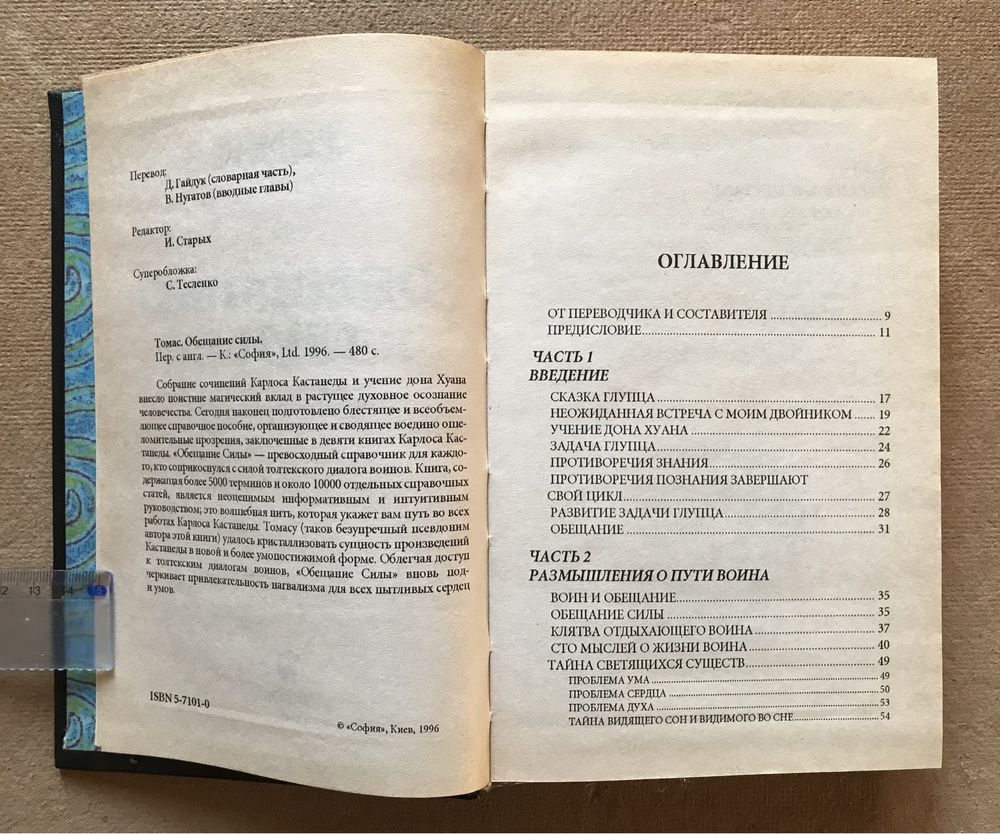 Перевод:
Д. Гайдук (словарная часть),
В. Нугатов (вводные главы)
Редактор:
И. Старых
Суперобложка:
С. Тесленко
Томас. Обещание силы.
Пер. с англ. — К.: «София», Ltd. 1996. — 480 с.
Собрание сочинений Карлоса Кастанеды и учение дона Хуана
внесло поистине магический вклад в растущее духовное осознание
человечества. Сегодня наконец подготовлено блестящее и всеобъем-
лющее справочное пособие, организующее и сводящее воедино оше-
ломительные прозрения, заключенные в девяти книгах Карлоса Кас-
танеды. «Обещание Силы» — превосходный справочник для каждо-
го, кто соприкоснулся с силой толтекского диалога воинов. Книга, со-
держащая более 5000 терминов и около 10000 отдельных справочных
статей, является неоценимым информативным и интуитивным
руководством; это волшебная нить, которая укажет вам путь во всех
работах Карлоса Кастанеды. Томасу (таков безупречный псевдоним
автора этой книги) удалось кристаллизовать сущность произведений
Кастанеды в новой и более умопостижимой форме. Облегчая доступ
к толтекским диалогам воинов, «Обещание Силы» вновь под-
черкивает привлекательность нагвализма для всех пытливых сердец
и умов.
ISBN 5-7101-0
© «София», Киев, 1996
2 13 14 15
ОГЛАВЛЕНИЕ
ОТ ПЕРЕВОДЧИКА И СОСТАВИТЕЛЯ 9
ПРЕДИСЛОВИЕ 11
ЧАСТЬ 1
ВВЕДЕНИЕ
СКАЗКА ГЛУПЦА 17
НЕОЖИДАННАЯ ВСТРЕЧА С МОИМ ДВОЙНИКОМ 19
УЧЕНИЕ ДОНА ХУАНА 22
ЗАДАЧА ГЛУПЦА 24
ПРОТИВОРЕЧИЯ ЗНАНИЯ 26
ПРОТИВОРЕЧИЯ ПОЗНАНИЯ ЗАВЕРШАЮТ
СВОЙ ЦИКЛ 27
РАЗВИТИЕ ЗАДАЧИ ГЛУПЦА 28
ОБЕЩАНИЕ 31
ЧАСТЬ 2
РАЗМЫШЛЕНИЯ О ПУТИ ВОИНА
ВОИН И ОБЕЩАНИЕ 35
ОБЕЩАНИЕ СИЛЫ 35
КЛЯТВА ОТДЫХАЮЩЕГО ВОИНА 37
СТО МЫСЛЕЙ О ЖИЗНИ ВОИНА 40
ТАЙНА СВЕТЯЩИХСЯ СУЩЕСТВ 49
ПРОБЛЕМА УМА 49
ПРОБЛЕМА СЕРДЦА 50
ПРОБЛЕМА ДУХА 53
ТАЙНА ВИДЯЩЕГО СОН И ВИДИМОГО ВО СНЕ 54